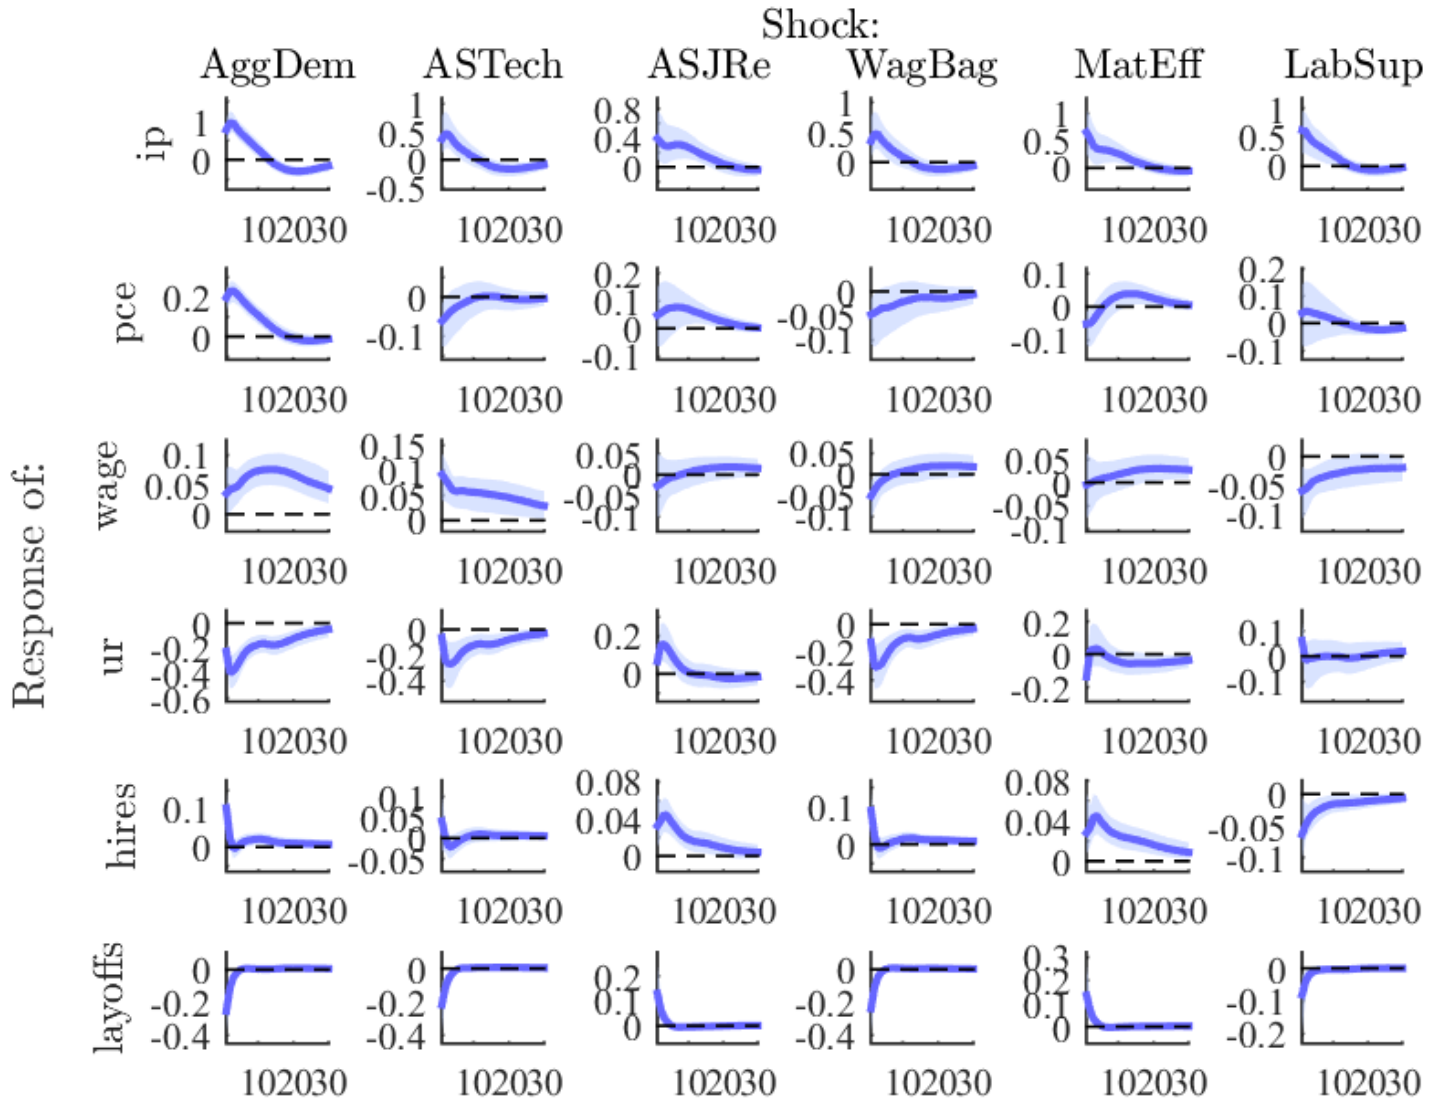 Shock:
AggDem ASTech ASJRe WagBag MatEff LabSup
Response of:
ip
1 0
1 0.5 0 -0.5
0.8 0.4 0
1 0.5 0
1 0.5 0
1 0.5 0
102030 102030 102030 102030 102030 102030
pce
0.2 0
0 -0.1
0.2 0.1 0 -0.1
0 -0.05 -0.1
0.1 0 -0.1
0.2 0.1 0 -0.1
102030 102030 102030 102030 102030 102030
wage
0.1 0.05 0
0.15 0.1 0.05 0
0.05 0 -0.05 -0.1
0.05 0 -0.05 -0.1
0.05 0 -0.05 -0.1
0 -0.05 -0.1
102030 102030 102030 102030 102030 102030
ur
0 -0.2 -0.4 -0.6
0 -0.2 -0.4
0.2 0
0 -0.2 -0.4
0.2 0 -0.2
0.1 0 -0.1
102030 102030 102030 102030 102030 102030
hires
0.1 0
0.1 0.05 0 -0.05
0.08 0.04 0
0.1 0
0.08 0.04 0
0 -0.05 -0.1
102030 102030 102030 102030 102030 102030
layoffs
0 -0.2 -0.4
0 -0.2 -0.4
0.2 0.1 0
0 -0.2 -0.4
0.3 0.2 0.1 0
0 -0.1 -0.2
102030 102030 102030 102030 102030 102030